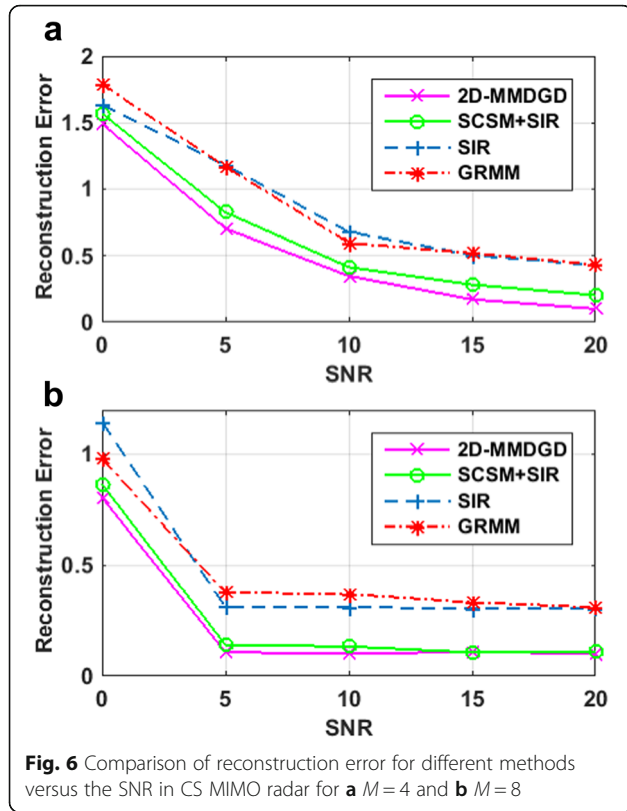 a
2
1.5
1
0.5
0
Reconstruction Error
2D-MMDGD
SCSM+SIR
SIR
GRMM
0 5 10 15 20
SNR
b
1
0.5
0
Reconstruction Error
2D-MMDGD
SCSM+SIR
SIR
GRMM
0 5 10 15 20
SNR
Fig. 6 Comparison of reconstruction error for different methods
versus the SNR in CS MIMO radar for a M = 4 and b M = 8